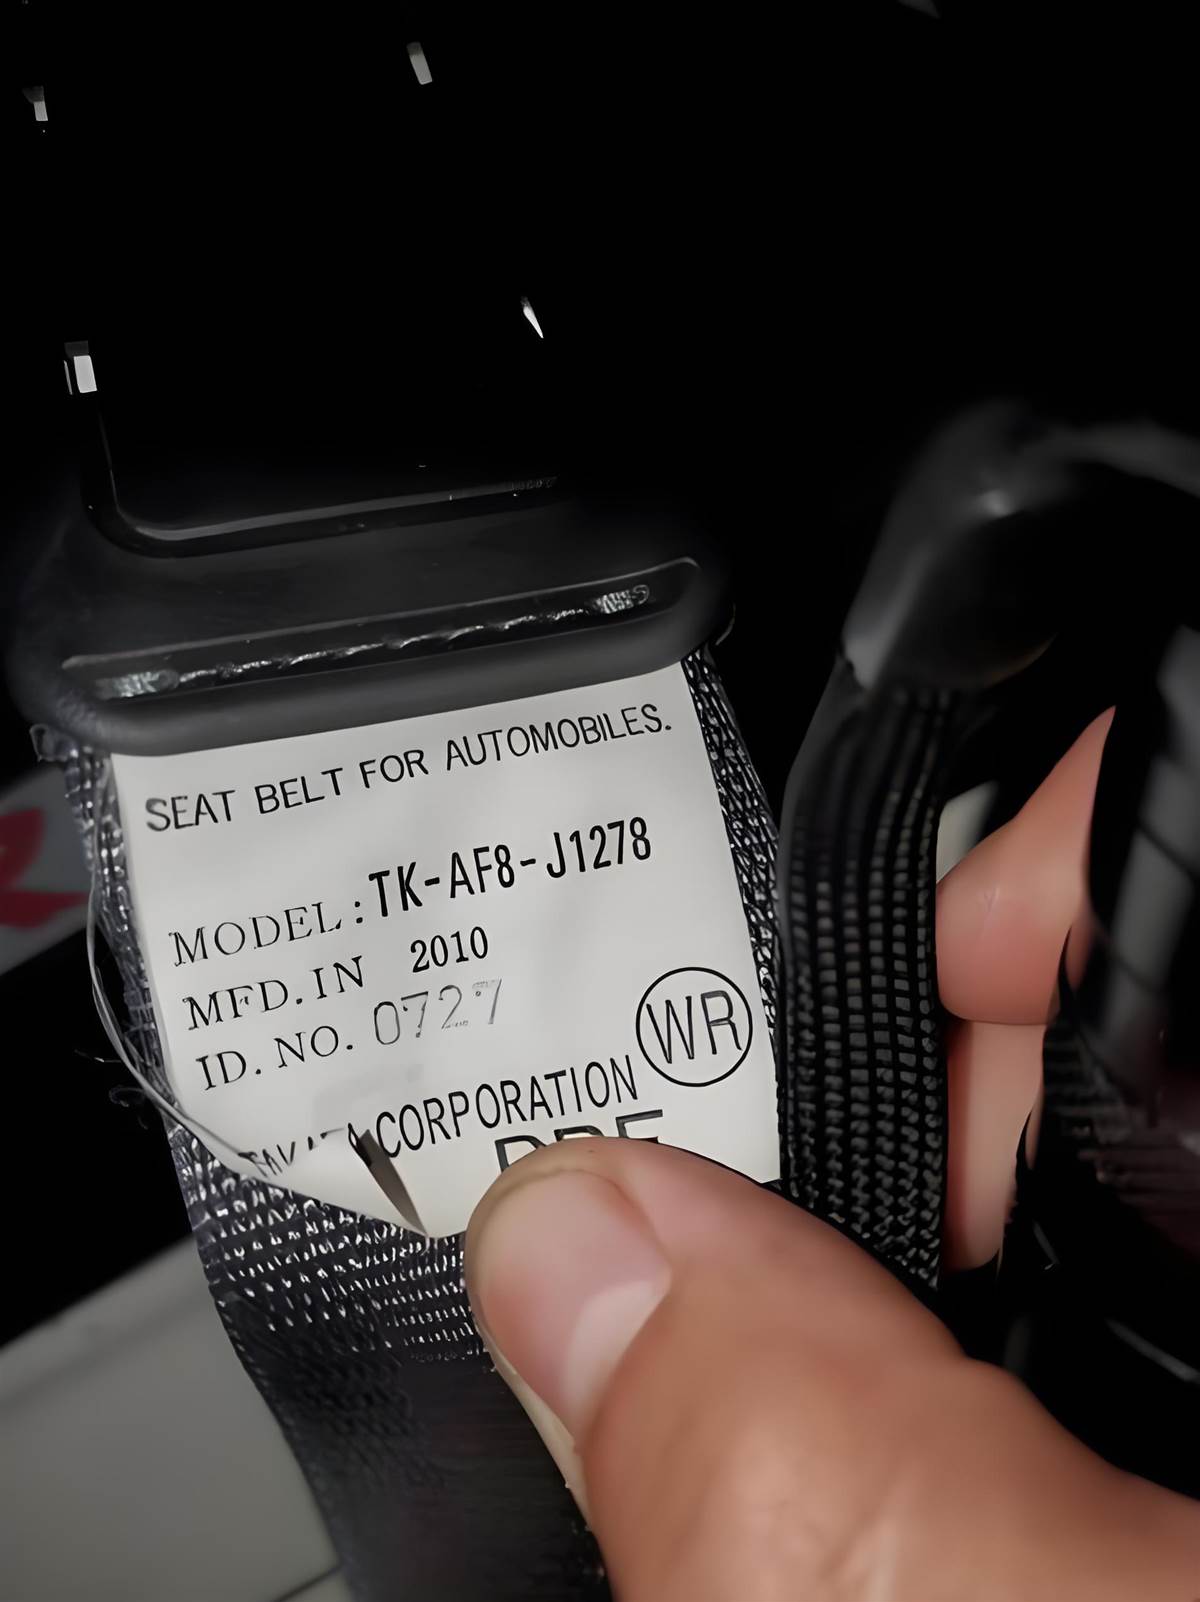 SEAT BELT FOR AUTOMOBILES.
MODEL: TK-AF8-J1278
MFD. IN 2010
ID. NO. 0727
WR
CORPORATION